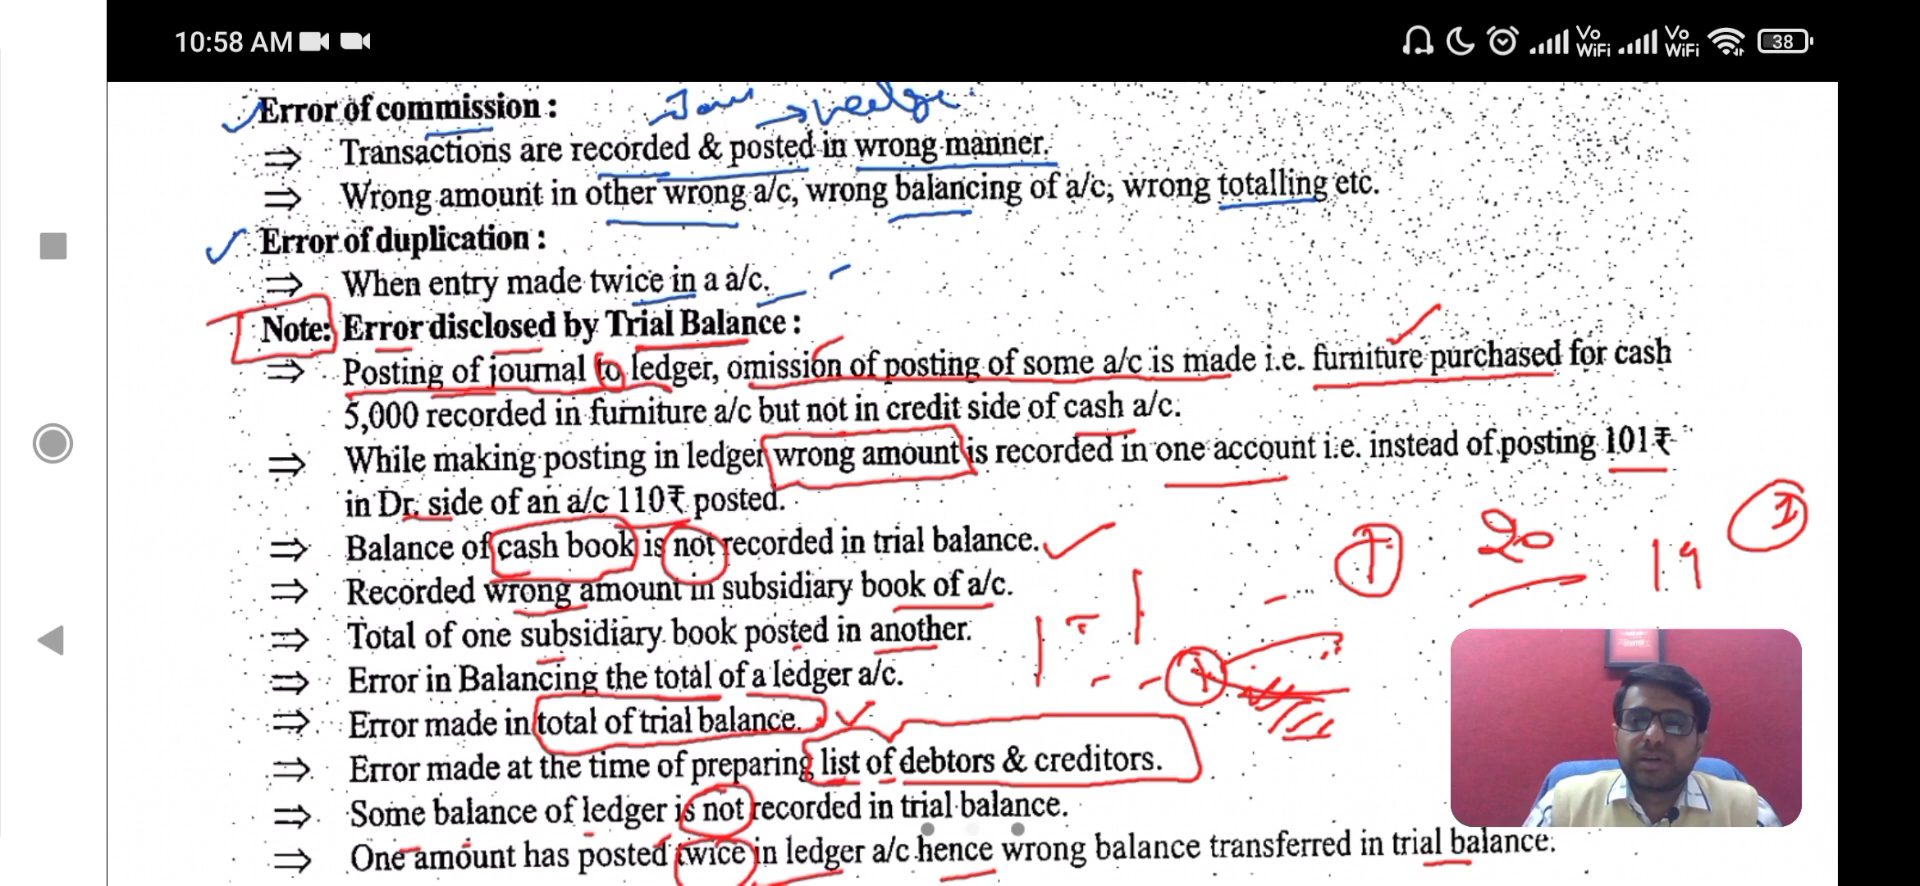 10:58 AM
Vo WiFi Vo WiFi 38
Error of commission :
Jour → Ledge
⇒ Transactions are recorded & posted in wrong manner.
⇒ Wrong amount in other wrong a/c, wrong balancing of a/c, wrong totalling etc.
Error of duplication :
⇒ When entry made twice in a a/c.
Note: Error disclosed by Trial Balance :
⇒ Posting of journal to ledger, omission of posting of some a/c is made i.e. furniture purchased for cash
5,000 recorded in furniture a/c but not in credit side of cash a/c.
⇒ While making posting in ledger wrong amount is recorded in one account i.e. instead of posting 101₹
in Dr. side of an a/c 110₹ posted.
⇒ Balance of cash book is not recorded in trial balance.
20
19
⇒ Recorded wrong amount in subsidiary book of a/c.
⇒ Total of one subsidiary book posted in another.
⇒ Error in Balancing the total of a ledger a/c.
⇒ Error made in total of trial balance.
⇒ Error made at the time of preparing list of debtors & creditors.
⇒ Some balance of ledger is not recorded in trial balance.
⇒ One amount has posted twice in ledger a/c hence wrong balance transferred in trial balance.